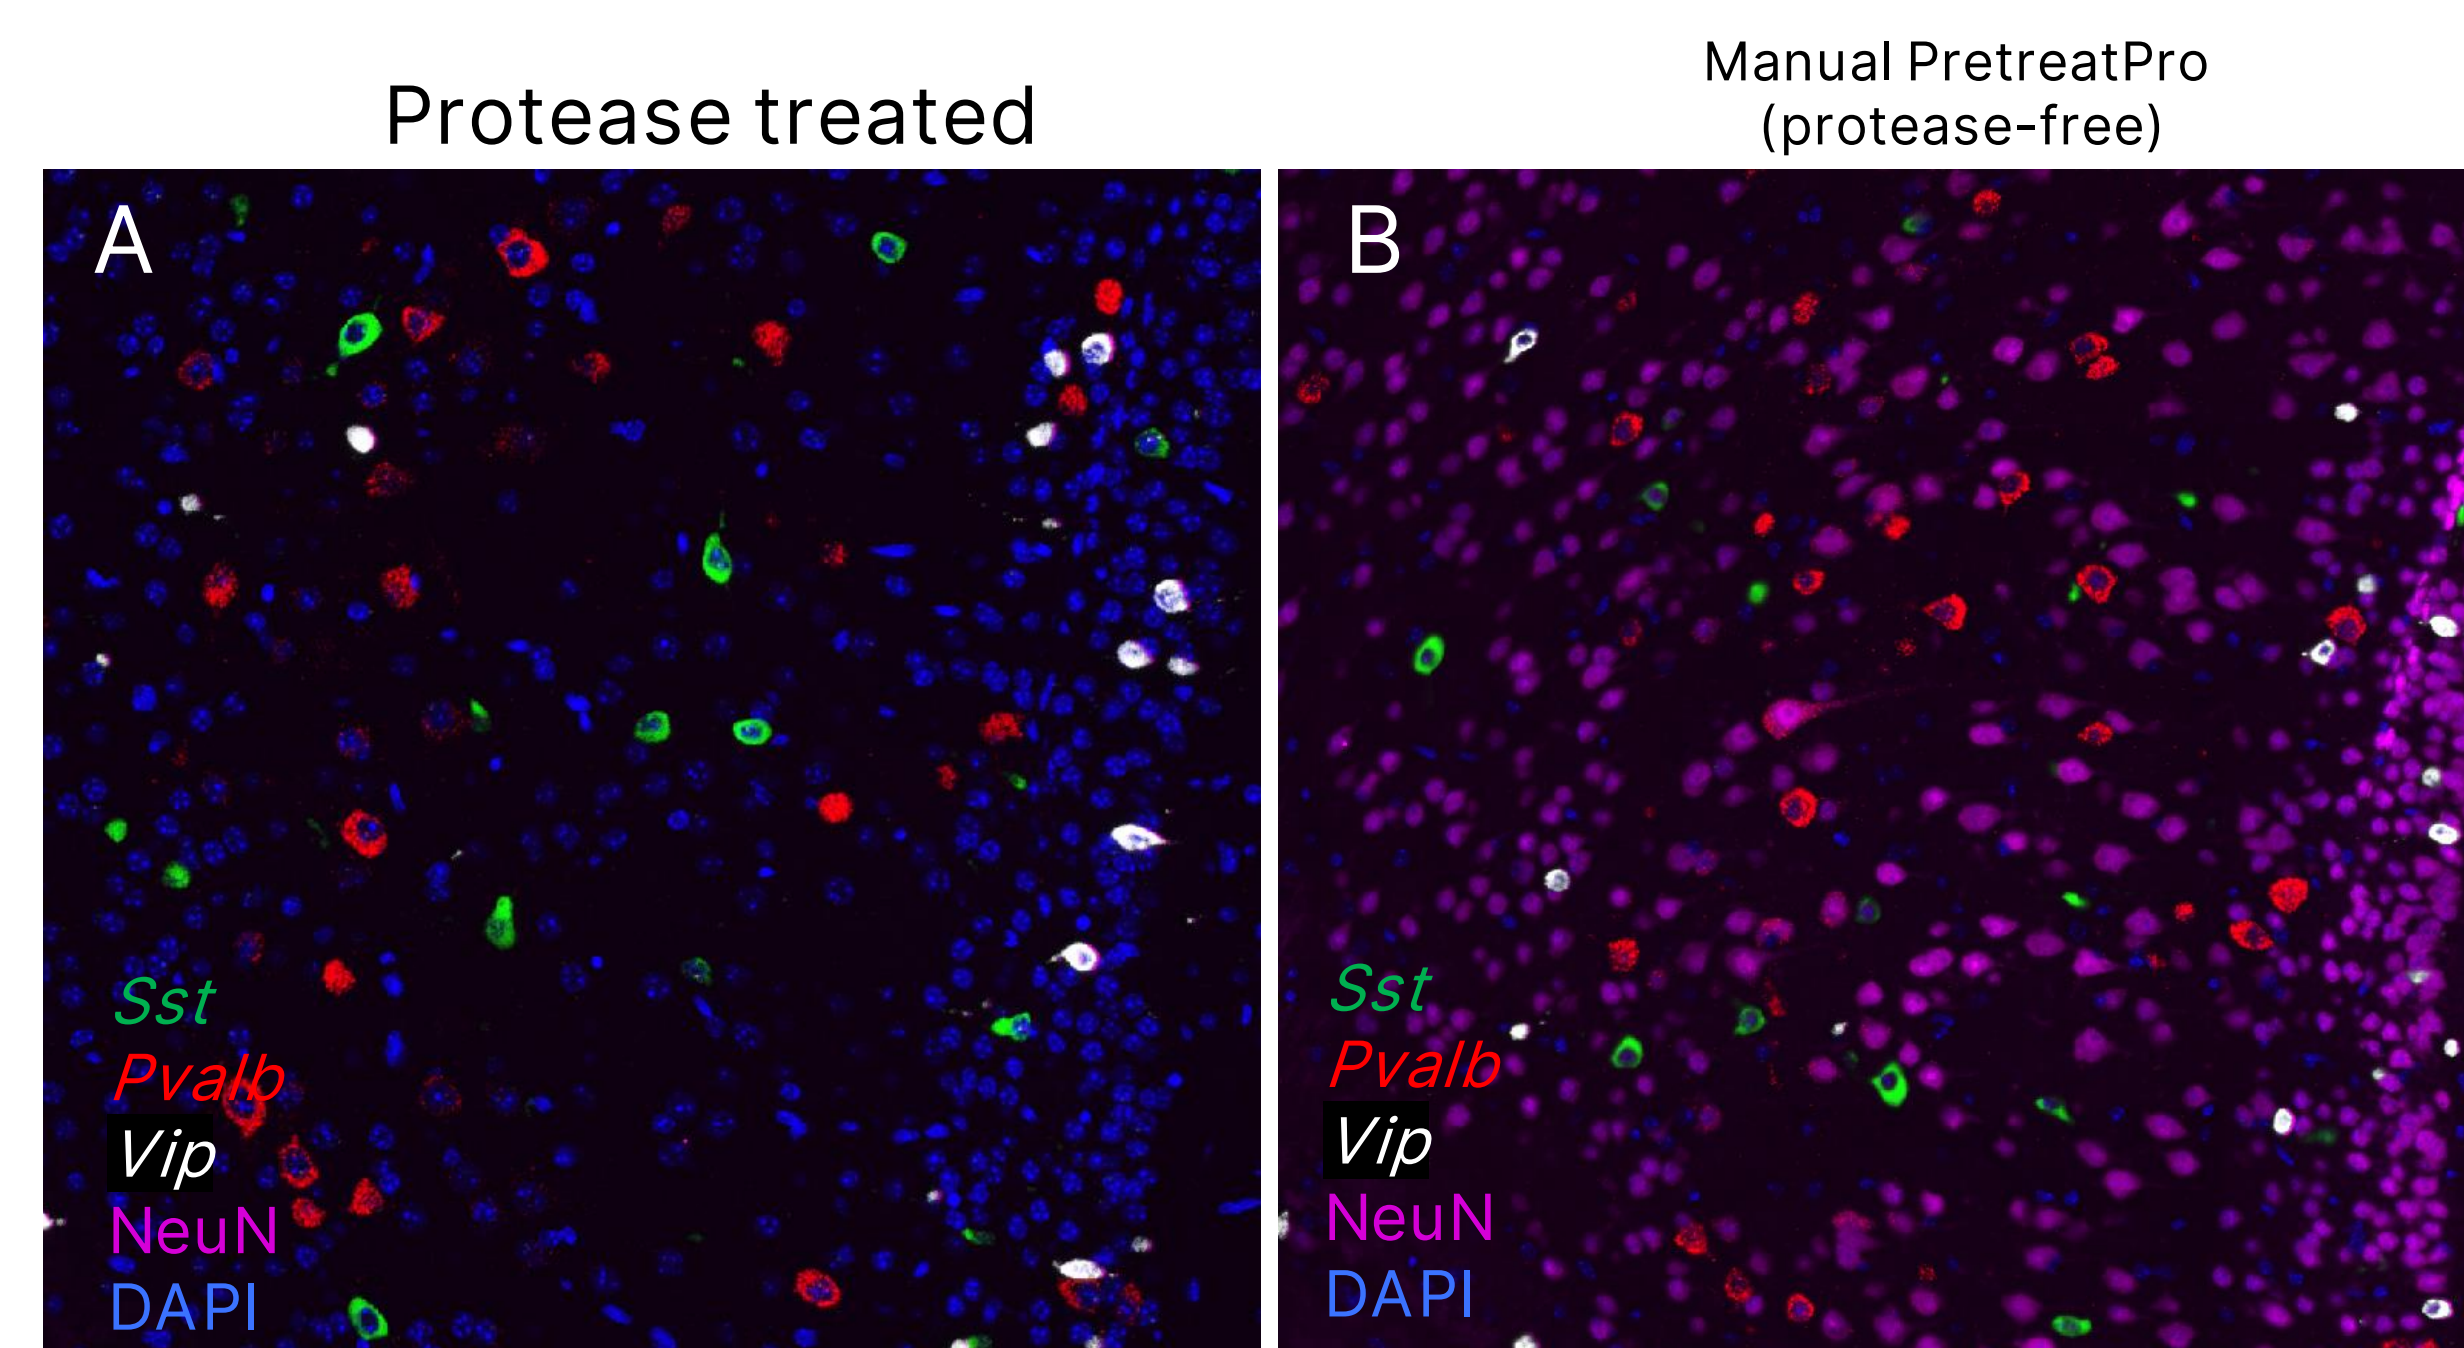 Protease treated
Manual PretreatPro
(protease-free)
A
Sst
Pvalb
Vip
NeuN
DAPI
B
Sst
Pvalb
Vip
NeuN
DAPI